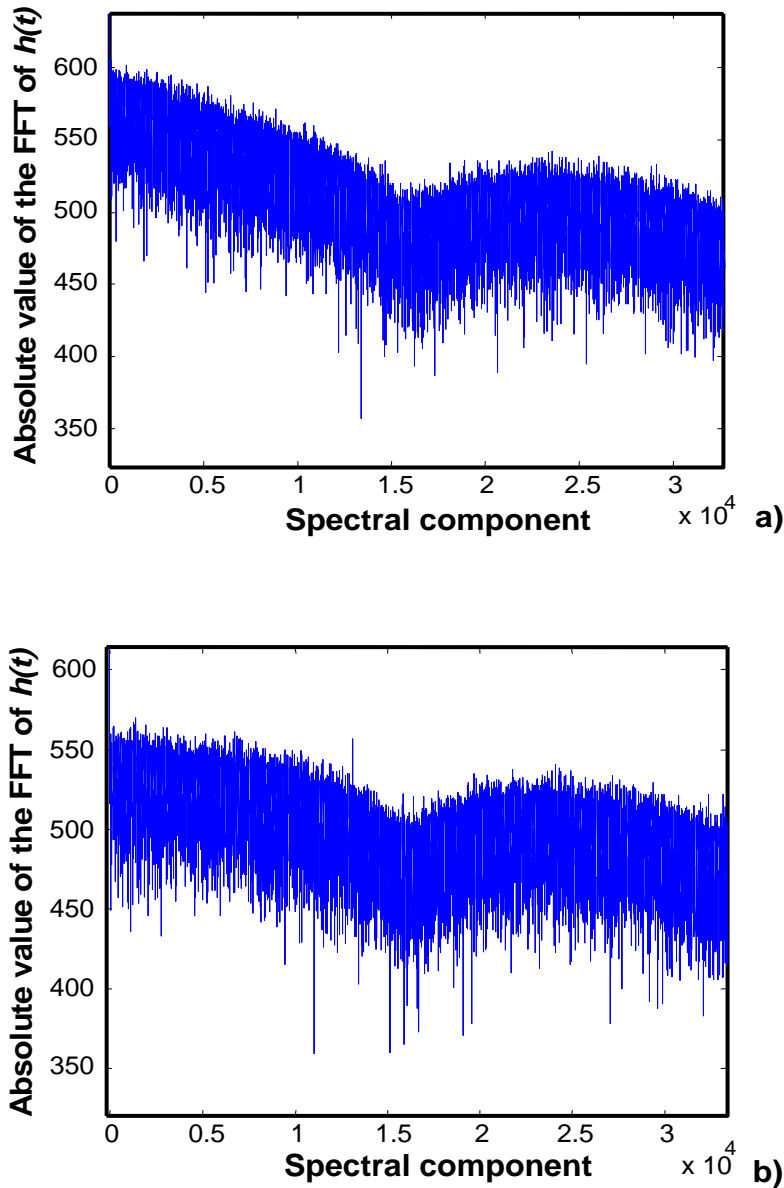 Absolute value of the FFT of h(t)
600
550
500
450
400
350
0 0.5 1 1.5 2 2.5 3
Spectral component
x 10^4 a)
Absolute value of the FFT of h(t)
600
550
500
450
400
350
0 0.5 1 1.5 2 2.5 3
Spectral component
x 10^4 b)